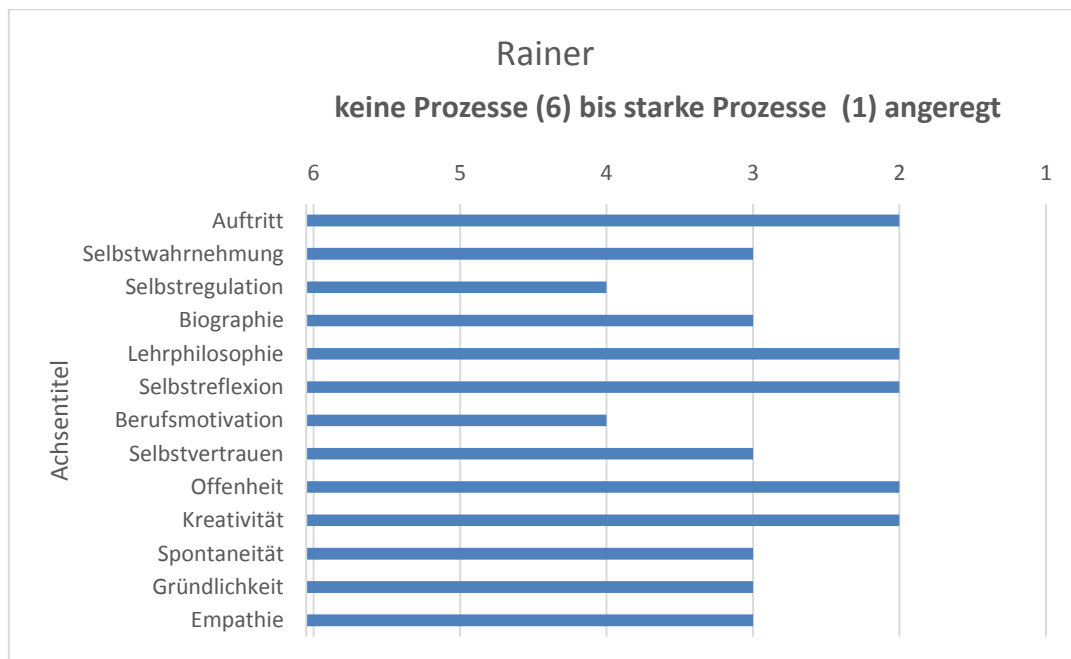 Rainer
keine Prozesse (6) bis starke Prozesse  (1) angeregt
6 5 4 3 2 1
Achsentitel
Auftritt
Selbstwahrnehmung
Selbstregulation
Biographie
Lehrphilosophie
Selbstreflexion
Berufsmotivation
Selbstvertrauen
Offenheit
Kreativität
Spontaneität
Gründlichkeit
Empathie